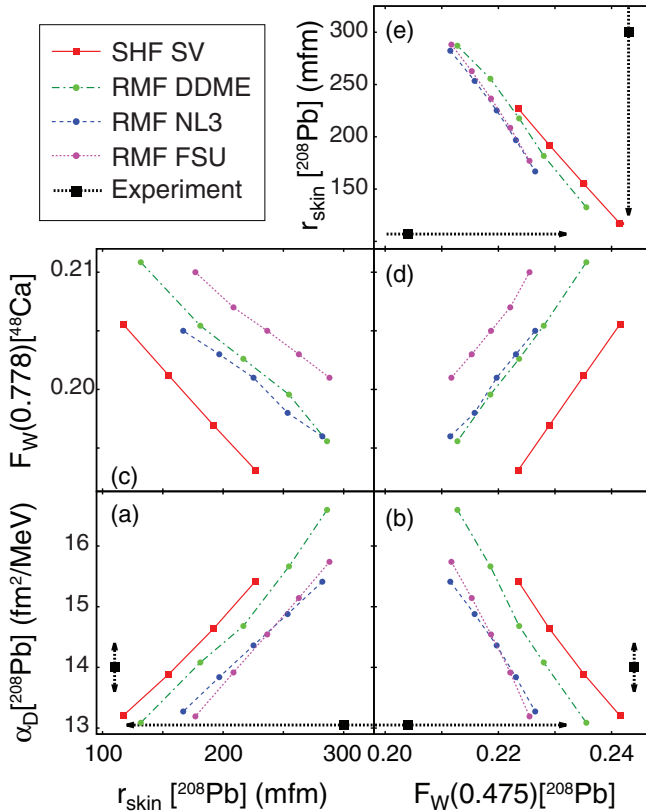 SHF SV
RMF DDME
RMF NL3
RMF FSU
Experiment
(e)
r_skin [²⁰⁸Pb] (mfm)
300
250
200
150
100
(d)
(c)
F_W(0.778)[⁴⁸Ca]
0.21
0.20
(a)
(b)
α_D[²⁰⁸Pb] (fm²/MeV)
16
15
14
13
100 200 300
0.20 0.22 0.24
r_skin [²⁰⁸Pb] (mfm)
F_W(0.475)[²⁰⁸Pb]